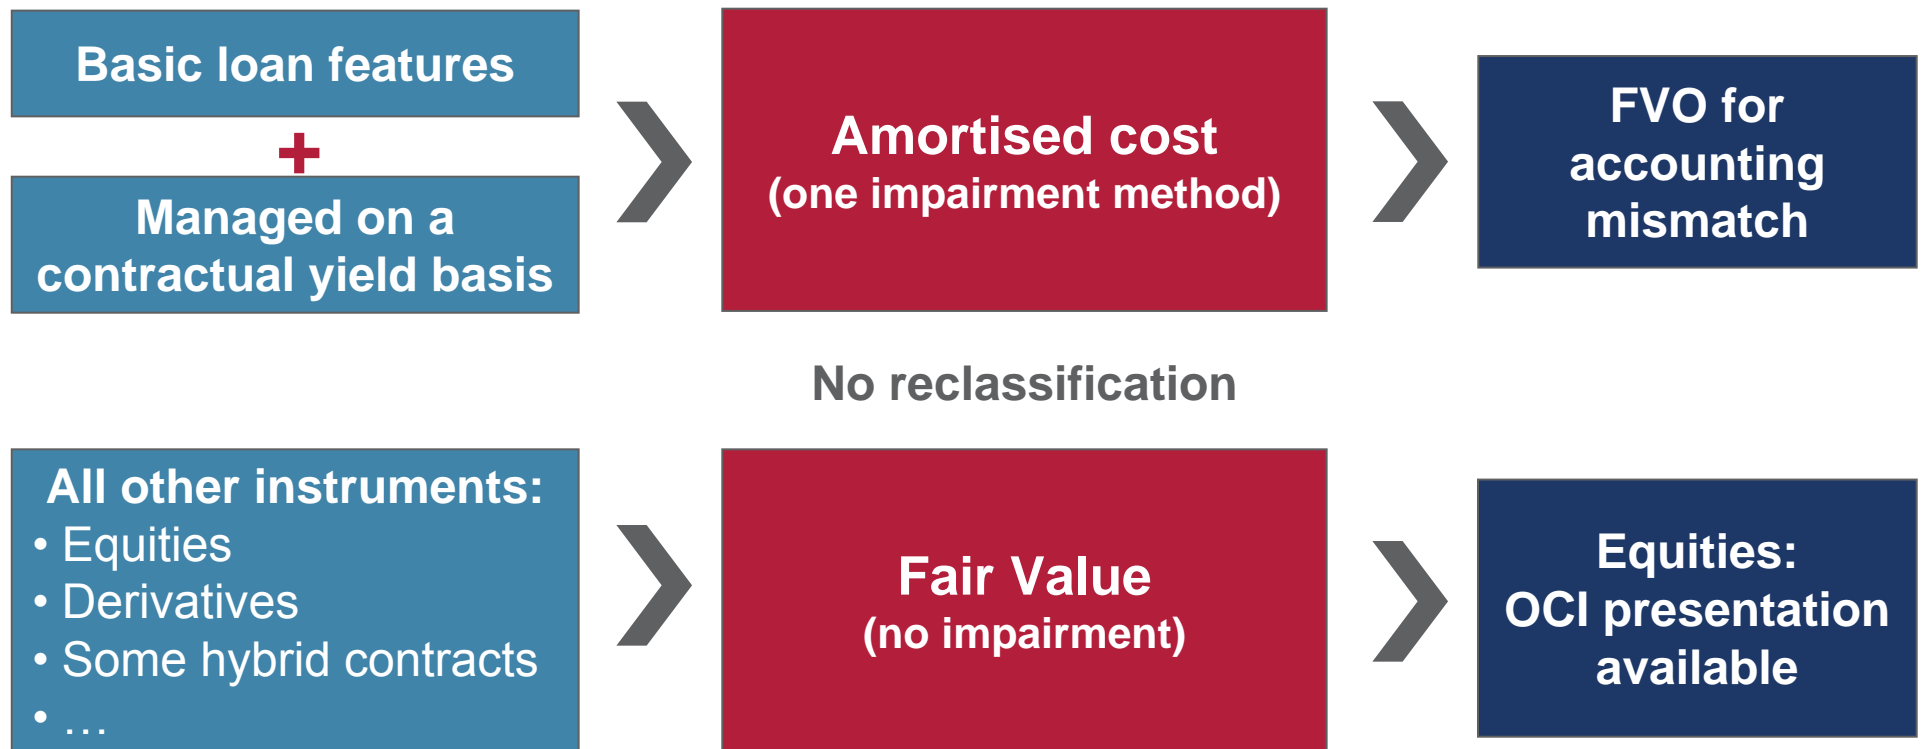 Basic loan features
+
Managed on a
contractual yield basis
Amortised cost
(one impairment method)
FVO for
accounting
mismatch
No reclassification
All other instruments:
• Equities
• Derivatives
• Some hybrid contracts
• …
Fair Value
(no impairment)
Equities:
OCI presentation
available